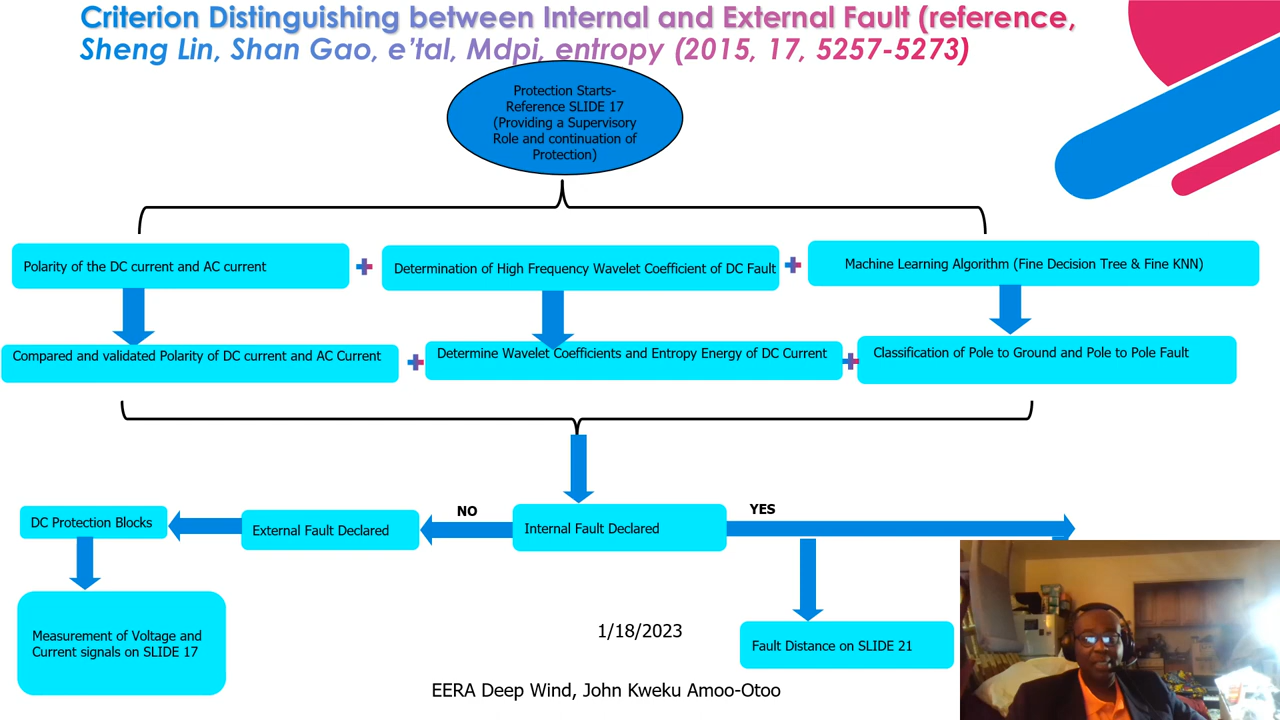 Criterion Distinguishing between Internal and External Fault (reference,
Sheng Lin, Shan Gao, e’tal, Mdpi, entropy (2015, 17, 5257-5273)
Protection Starts-
Reference SLIDE 17
(Providing a Supervisory
Role and continuation of
Protection)
Polarity of the DC current and AC current
Determination of High Frequency Wavelet Coefficient of DC Fault
Machine Learning Algorithm (Fine Decision Tree & Fine KNN)
Compared and validated Polarity of DC current and AC Current
Determine Wavelet Coefficients and Entropy Energy of DC Current
Classification of Pole to Ground and Pole to Pole Fault
DC Protection Blocks
External Fault Declared
NO
Internal Fault Declared
YES
Measurement of Voltage and
Current signals on SLIDE 17
1/18/2023
Fault Distance on SLIDE 21
EERA Deep Wind, John Kweku Amoo-Otoo